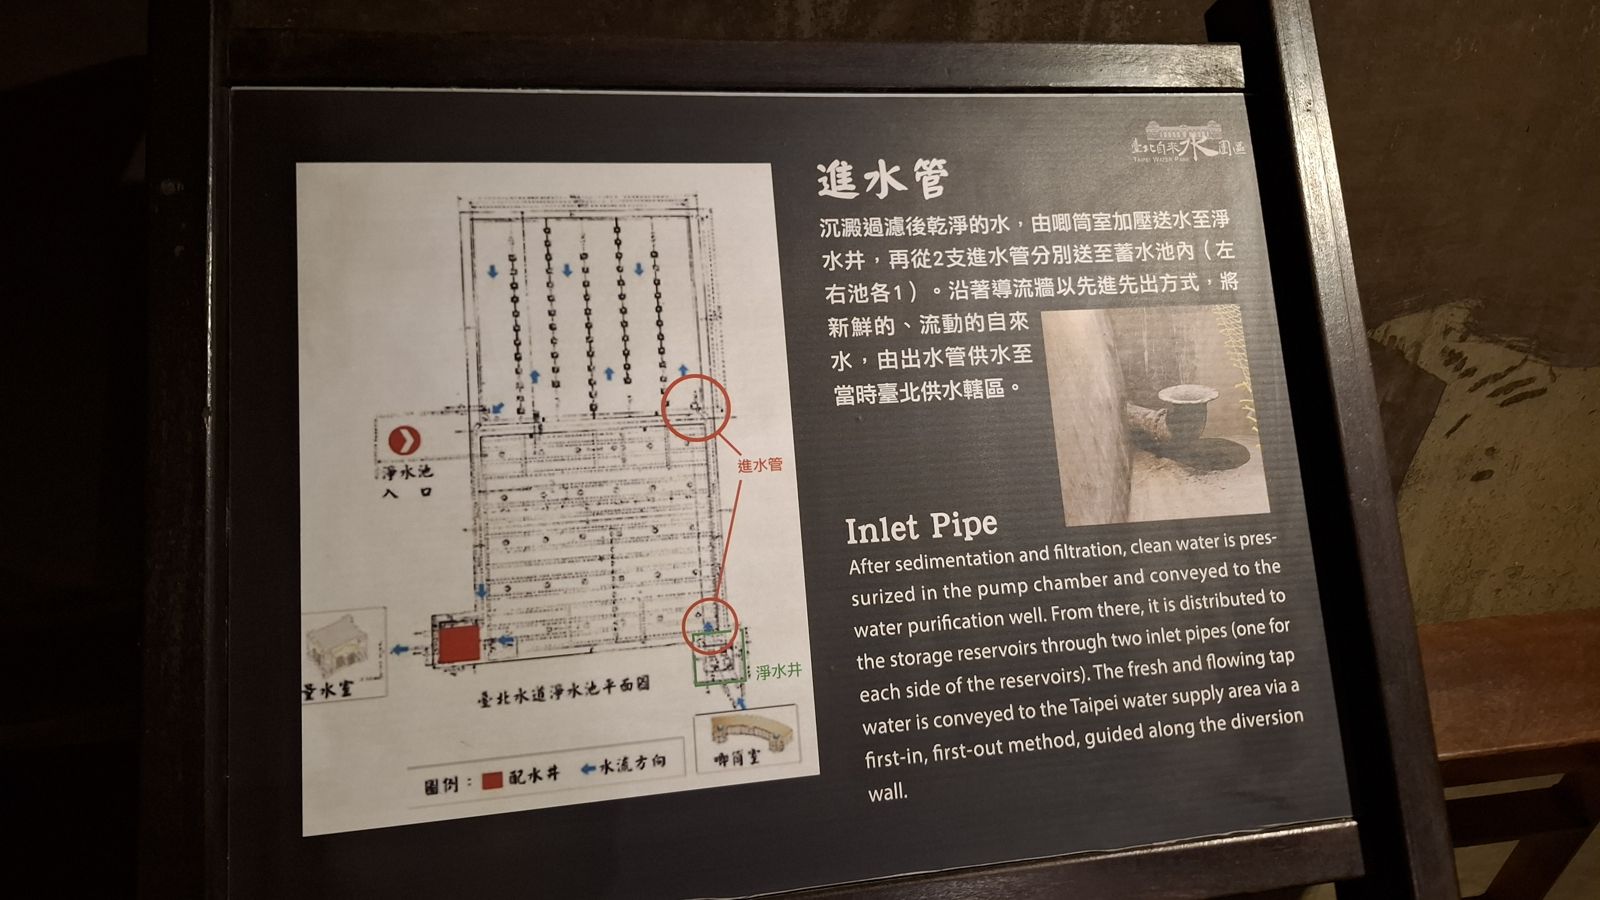 臺北自來水園區
TAIPEI WATER PARK
進水管
沉澱過濾後乾淨的水，由唧筒室加壓送水至淨
水井，再從2支進水管分別送至蓄水池內（左
右池各1）。沿著導流牆以先進先出方式，將
新鮮的、流動的自來
水，由出水管供水至
當時臺北供水轄區。
Inlet Pipe
After sedimentation and filtration, clean water is pres-
surized in the pump chamber and conveyed to the
water purification well. From there, it is distributed to
the storage reservoirs through two inlet pipes (one for
each side of the reservoirs). The fresh and flowing tap
water is conveyed to the Taipei water supply area via a
first-in, first-out method, guided along the diversion
wall.
淨水池
入口
進水管
淨水井
量水室
臺北水道淨水池平面圖
唧筒室
圖例：配水井 水流方向